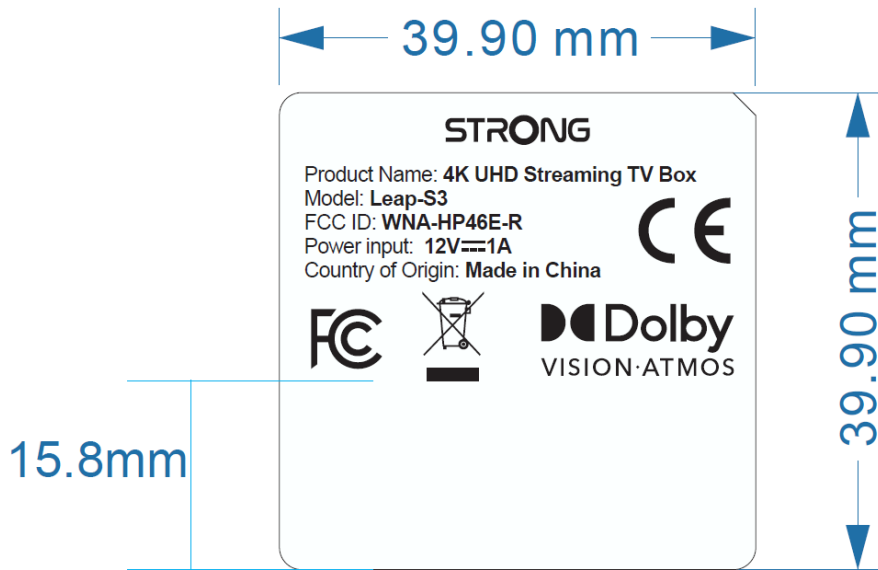 39.90 mm
STRONG
Product Name: 4K UHD Streaming TV Box
Model: Leap-S3
FCC ID: WNA-HP46E-R
Power input: 12V⎓1A
Country of Origin: Made in China
CE
FC
Dolby
VISION·ATMOS
39.90 mm
15.8mm